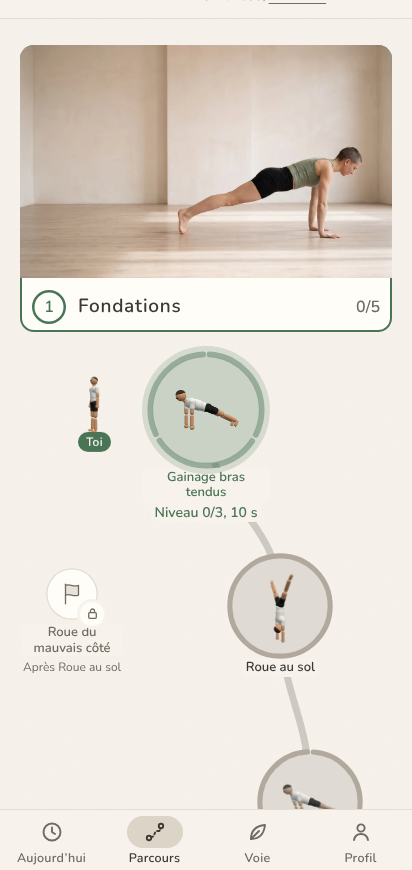 1 Fondations 0/5
Toi
Gainage bras
tendus
Niveau 0/3, 10 s
Roue du
mauvais côté
Après Roue au sol
Roue au sol
Aujourd'hui
Parcours
Voie
Profil